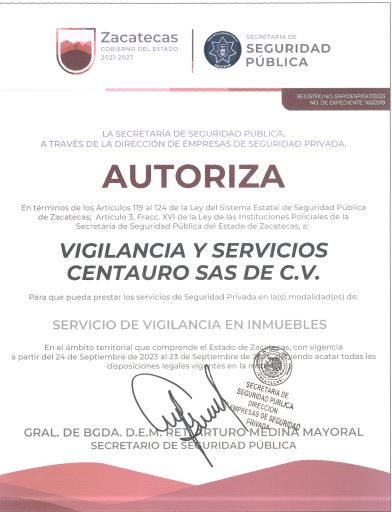 Zacatecas
GOBIERNO DEL ESTADO
2021-2027
SECRETARÍA DE
SEGURIDAD
PÚBLICA
REGISTRO NO. SSP/DESP/047/2023
NO. DE EXPEDIENTE 165/2019
LA SECRETARÍA DE SEGURIDAD PÚBLICA,
A TRAVÉS DE LA DIRECCIÓN DE EMPRESAS DE SEGURIDAD PRIVADA,
AUTORIZA
En términos de los Artículos 119 al 124 de la Ley del Sistema Estatal de Seguridad Pública
de Zacatecas; Artículo 3, Fracc. XVI de la Ley de las Instituciones Policiales de la
Secretaría de Seguridad Pública del Estado de Zacatecas, a:
VIGILANCIA Y SERVICIOS
CENTAURO SAS DE C.V.
Para que pueda prestar los servicios de Seguridad Privada en la(s) modalidad(es) de:
SERVICIO DE VIGILANCIA EN INMUEBLES
En el ámbito territorial que comprende el Estado de Zacatecas, con vigencia
a partir del 24 de Septiembre de 2023 al 23 de Septiembre de acatar todas las
disposiciones legales vigentes en la
SECRETARÍA DE
SEGURIDAD PÚBLICA
DIRECCIÓN
EMPRESAS DE SEGURIDAD
PRIVADA
GRAL. DE BGDA. D.E.M. RET. ARTURO MEDINA MAYORAL
SECRETARIO DE SEGURIDAD PÚBLICA